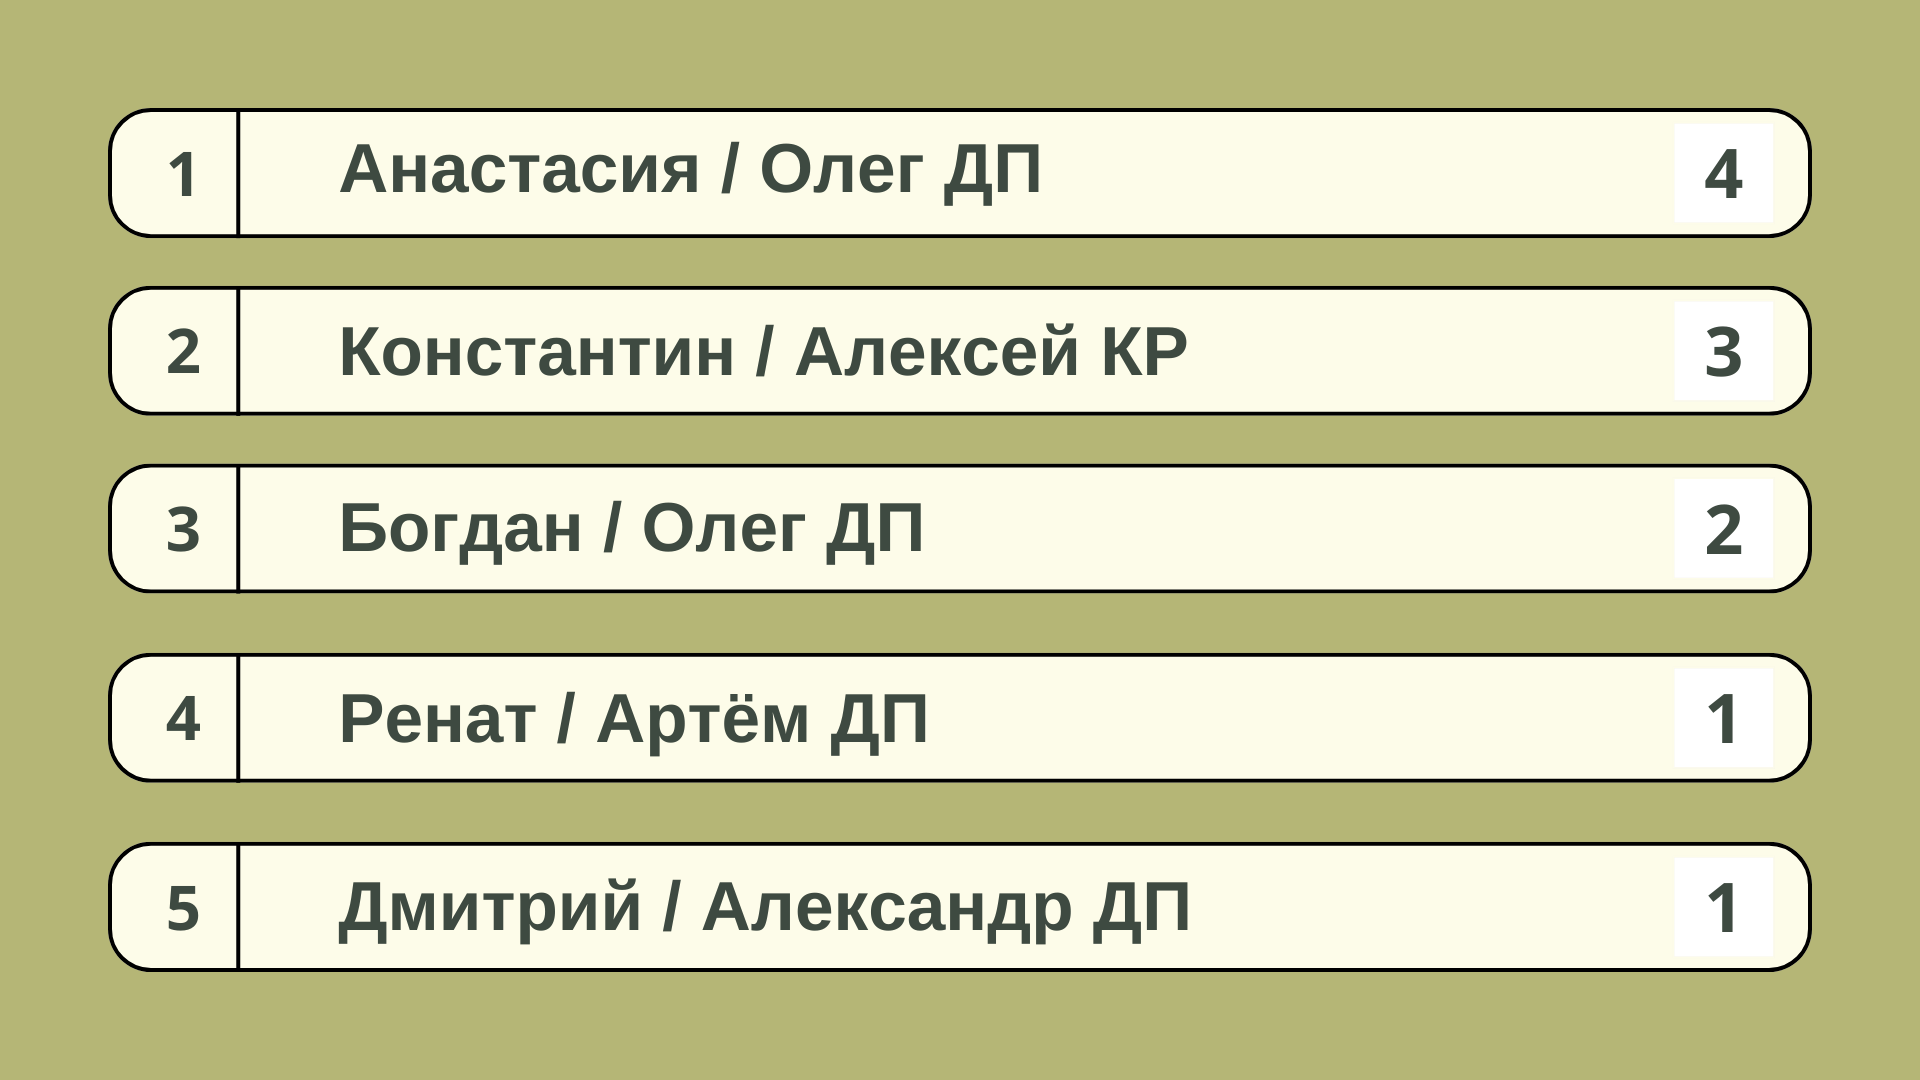 1 Анастасия / Олег ДП 4
2 Константин / Алексей КР 3
3 Богдан / Олег ДП 2
4 Ренат / Артём ДП 1
5 Дмитрий / Александр ДП 1